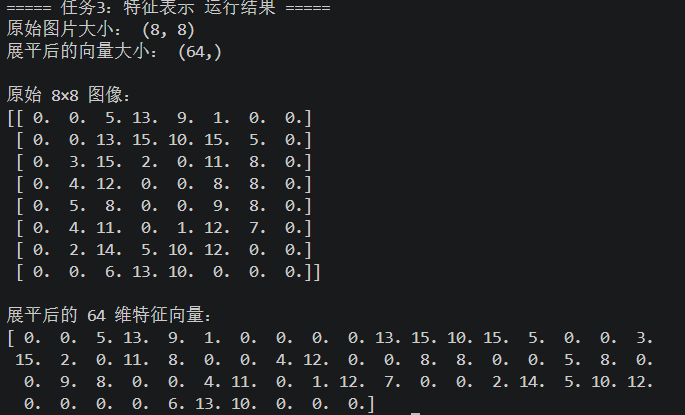 ===== 任务3: 特征表示 运行结果 =====
原始图片大小: (8, 8)
展平后的向量大小: (64,)
原始 8×8 图像:
[[ 0.  0.  5. 13.  9.  1.  0.  0.]
 [ 0.  0. 13. 15. 10. 15.  5.  0.]
 [ 0.  3. 15.  2.  0. 11.  8.  0.]
 [ 0.  4. 12.  0.  0.  8.  8.  0.]
 [ 0.  5.  8.  0.  0.  9.  8.  0.]
 [ 0.  4. 11.  0.  1. 12.  7.  0.]
 [ 0.  2. 14.  5. 10. 12.  0.  0.]
 [ 0.  0.  6. 13. 10.  0.  0.  0.]]
展平后的 64 维特征向量:
[ 0.  0.  5. 13.  9.  1.  0.  0.  0.  0. 13. 15. 10. 15.  5.  0.  0.  3.
 15.  2.  0. 11.  8.  0.  0.  4. 12.  0.  0.  8.  8.  0.  0.  5.  8.  0.
  0.  9.  8.  0.  0.  4. 11.  0.  1. 12.  7.  0.  0.  2. 14.  5. 10. 12.
  0.  0.  0.  0.  6. 13. 10.  0.  0.  0.]